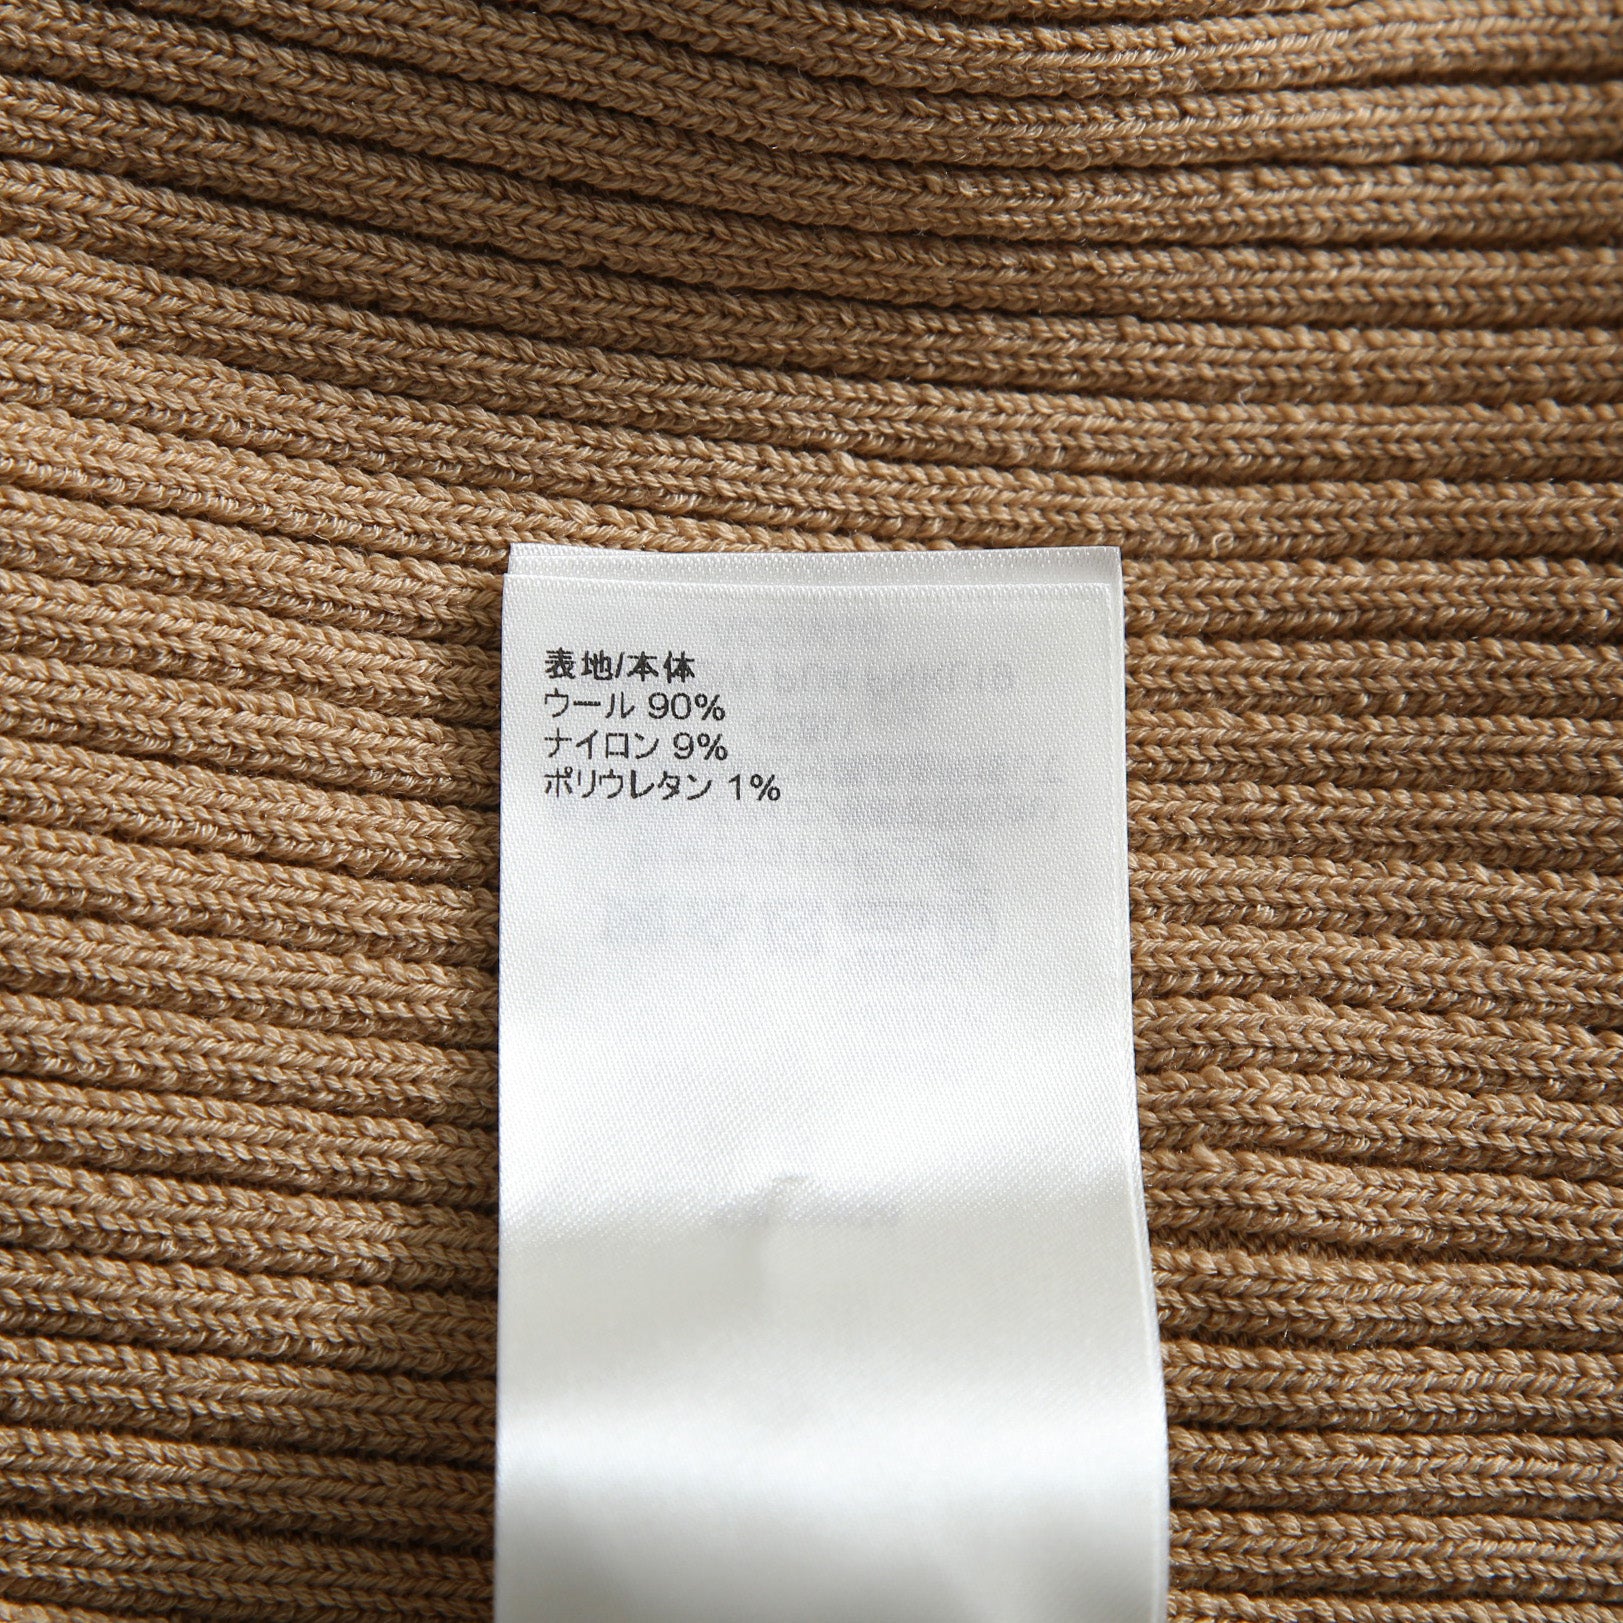 表地/本体
ウール 90%
ナイロン 9%
ポリウレタン 1%